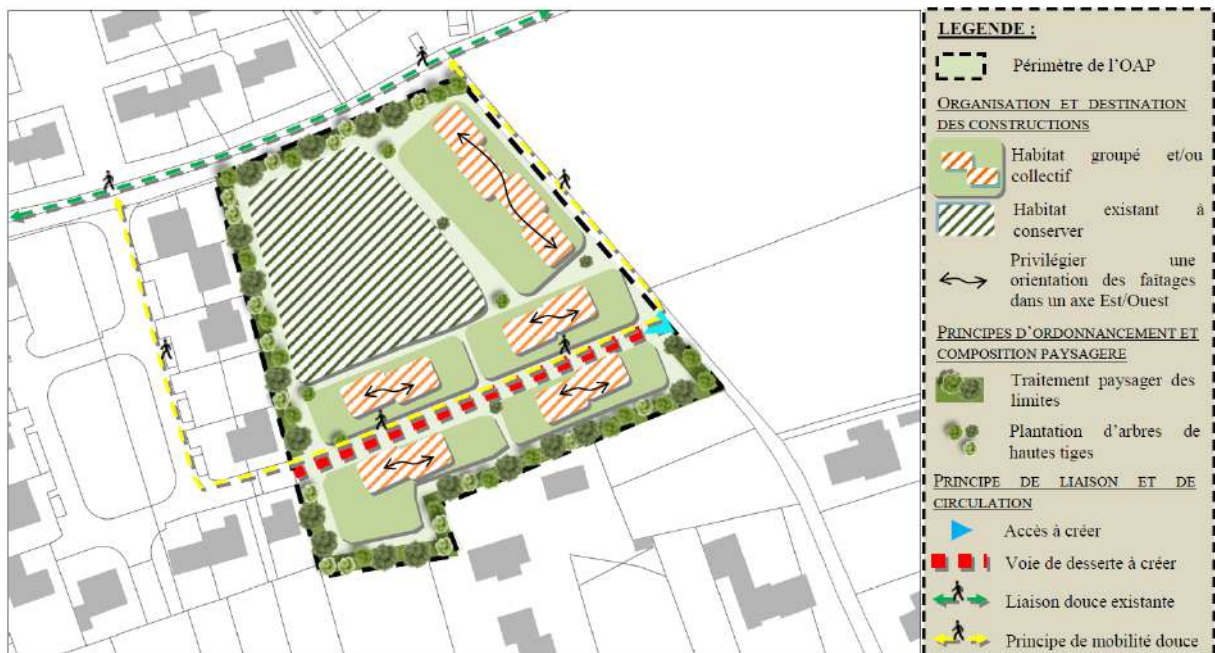 LEGENDE :
Périmètre de l'OAP
ORGANISATION ET DESTINATION
DES CONSTRUCTIONS
Habitat groupé et/ou
collectif
Habitat existant à
conserver
Privilégier une
orientation des faîtages
dans un axe Est/Ouest
PRINCIPES D'ORDONNANCEMENT ET
COMPOSITION PAYSAGERE
Traitement paysager des
limites
Plantation d'arbres de
hautes tiges
PRINCIPE DE LIAISON ET DE
CIRCULATION
Accès à créer
Voie de desserte à créer
Liaison douce existante
Principe de mobilité douce